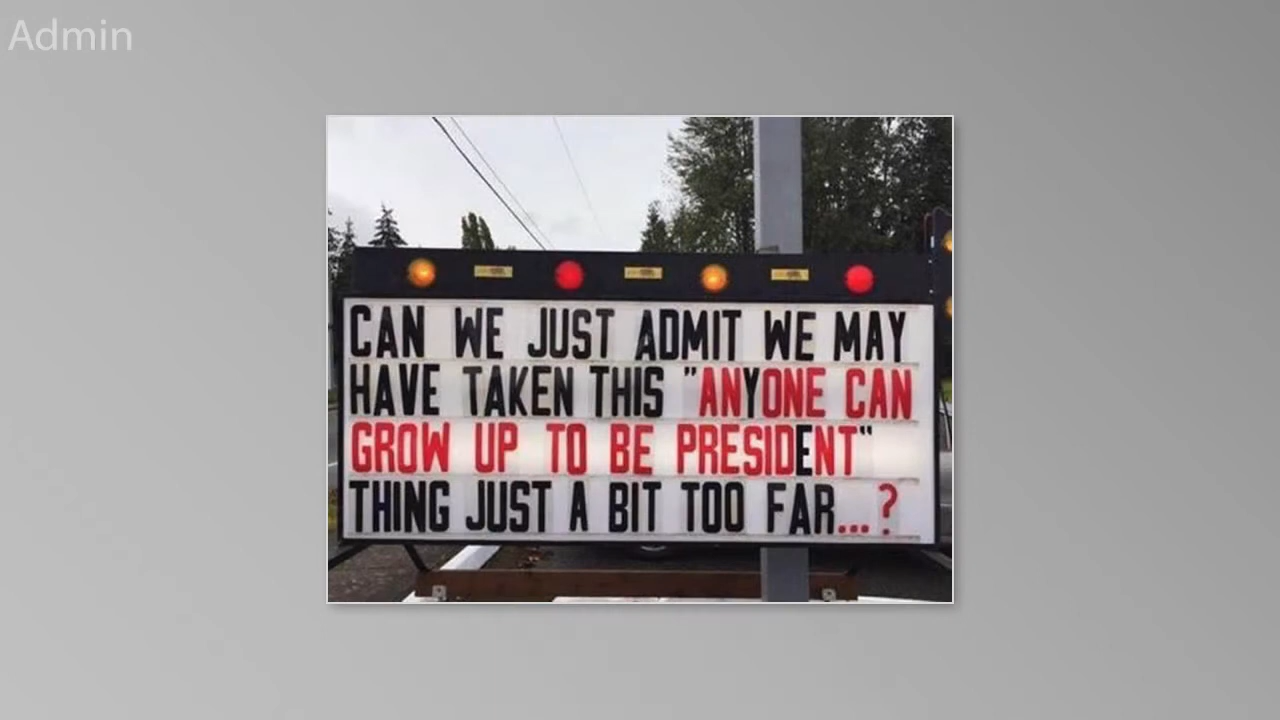 Admin
CAN WE JUST ADMIT WE MAY
HAVE TAKEN THIS "ANYONE CAN
GROW UP TO BE PRESIDENT"
THING JUST A BIT TOO FAR...?